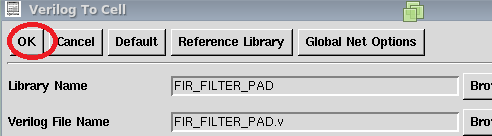 Verilog To Cell
OK Cancel Default Reference Library Global Net Options
Library Name FIR_FILTER_PAD
Verilog File Name FIR_FILTER_PAD.v